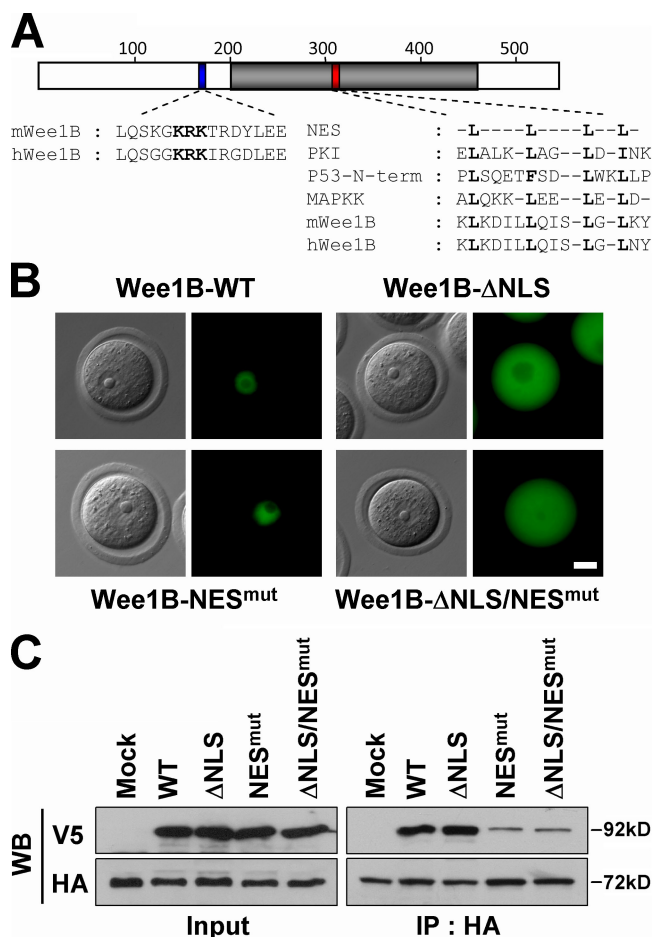 A
100 200 300 400 500
mWee1B : LQSKGKRKTRDYLEE
hWee1B : LQSGGKRKIRGDLEE
NES : -L----L---L--L-
PKI : ELALK-LAG--LD-INK
P53-N-term : PLSQETFSD--LWKLLP
MAPKK : ALQKK-LEE--LE-LD-
mWee1B : KLKDILLQIS-LG-LKY
hWee1B : KLKDILLQIS-LG-LNY
B
Wee1B-WT Wee1B-ΔNLS
Wee1B-NESmut Wee1B-ΔNLS/NESmut
C
Mock WT ΔNLS NESmut ΔNLS/NESmut Mock WT ΔNLS NESmut ΔNLS/NESmut
WB
V5 –92kD
HA –72kD
Input IP : HA